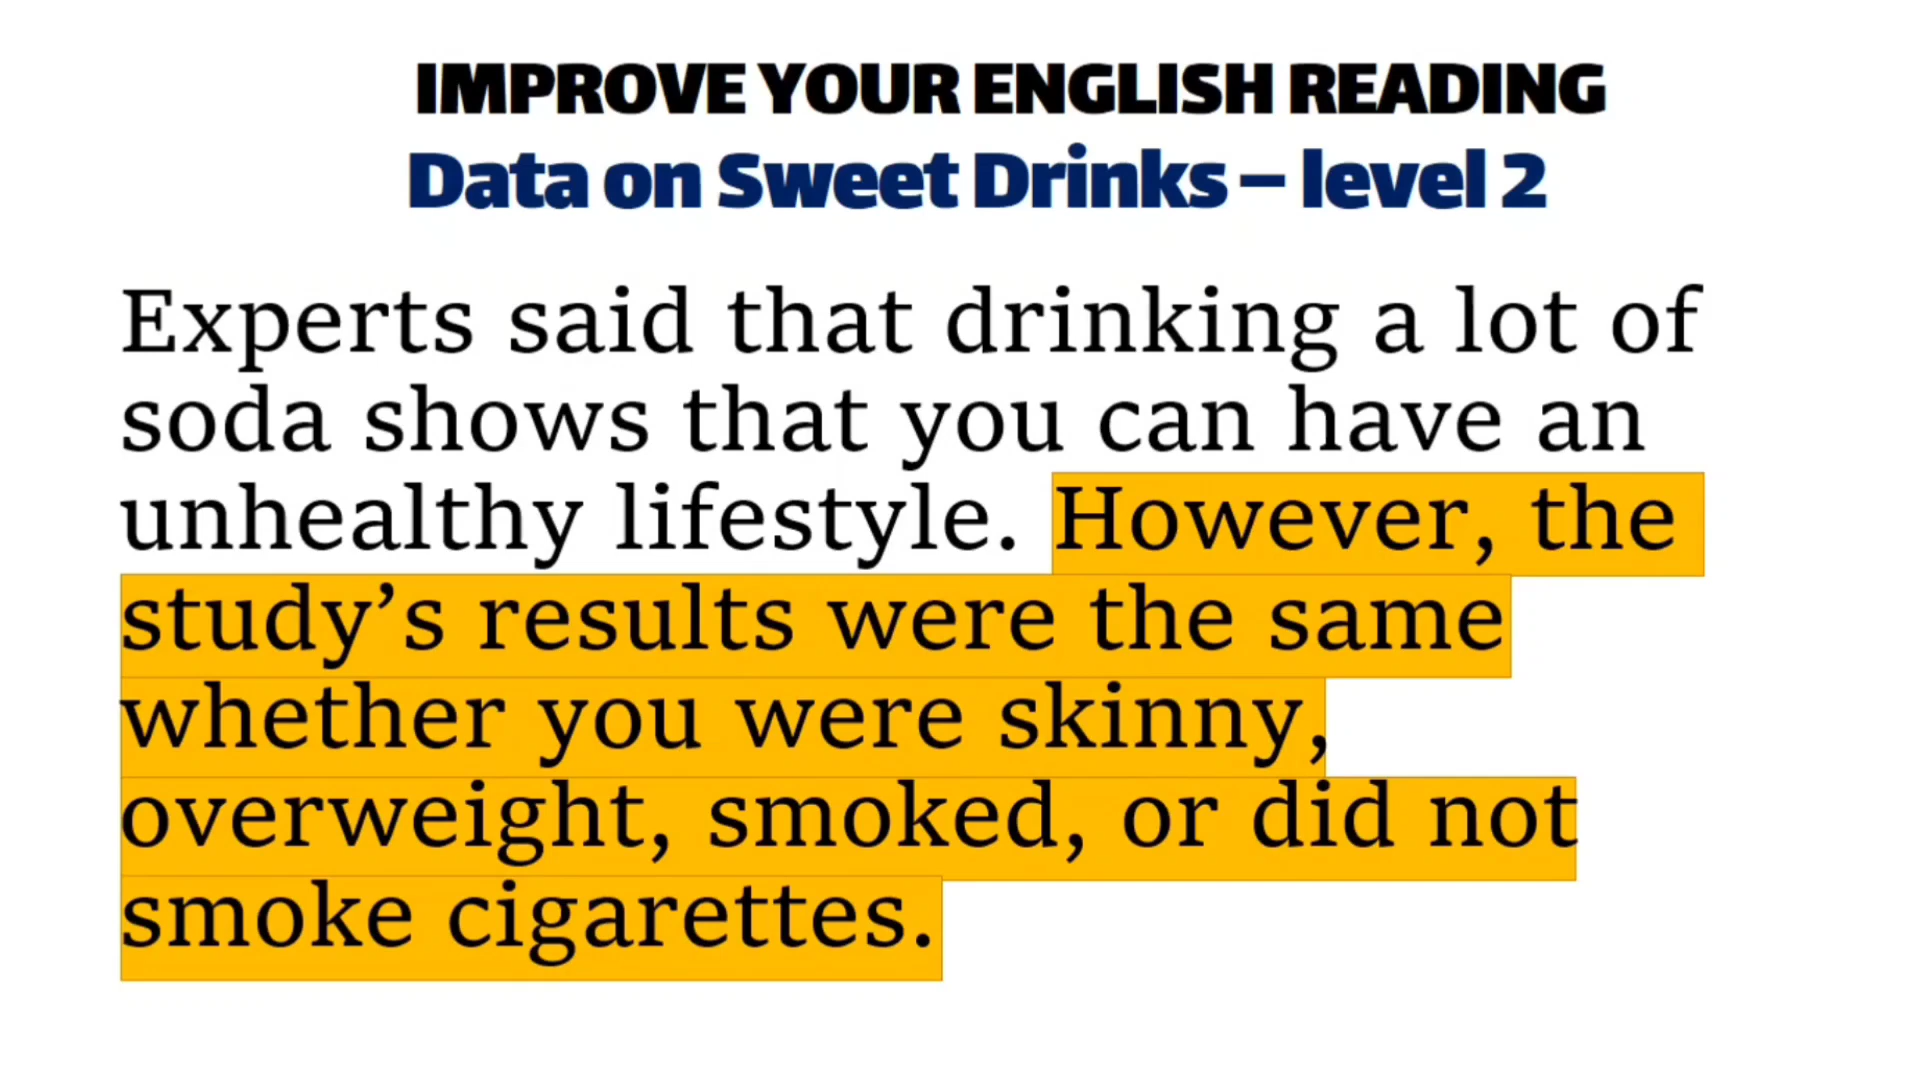 IMPROVE YOUR ENGLISH READING
Data on Sweet Drinks – level 2
Experts said that drinking a lot of
soda shows that you can have an
unhealthy lifestyle. However, the
study’s results were the same
whether you were skinny,
overweight, smoked, or did not
smoke cigarettes.